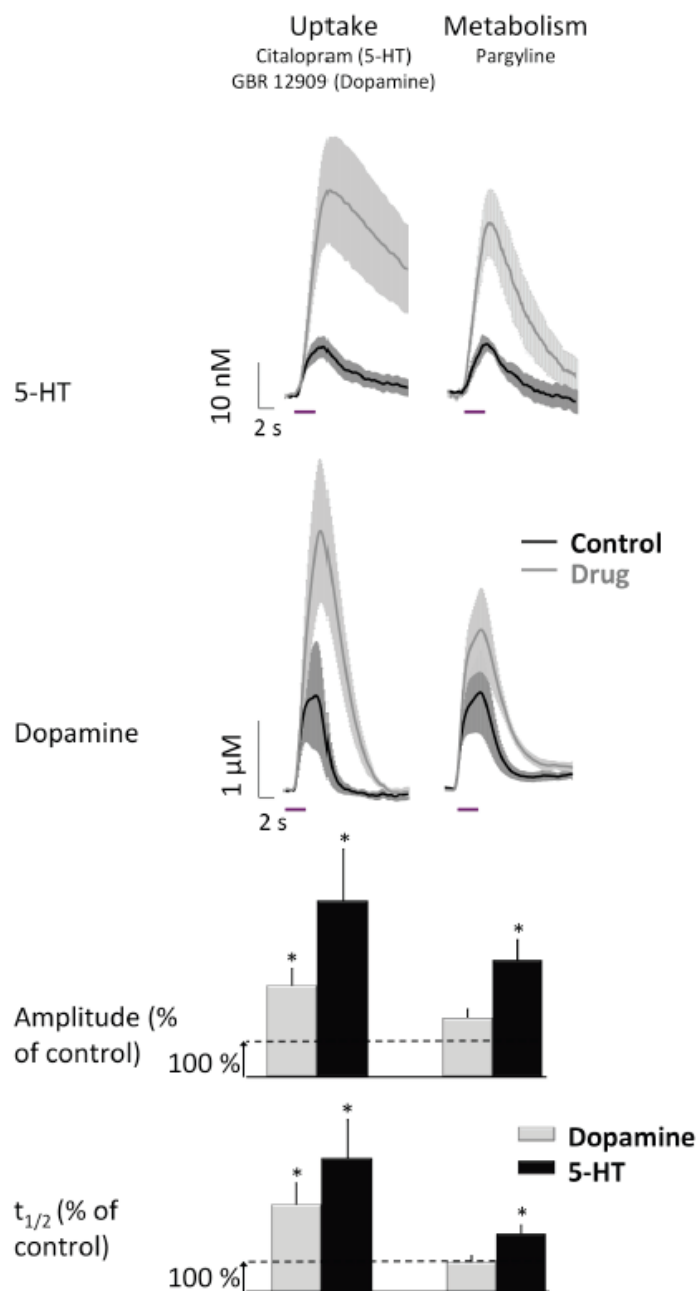 Uptake
Citalopram (5-HT)
GBR 12909 (Dopamine)
Metabolism
Pargyline
5-HT
10 nM
2 s
Control
Drug
Dopamine
1 µM
2 s
*
*
*
Amplitude (%
of control)
100 %
*
*
*
Dopamine
5-HT
t1/2 (% of
control)
100 %